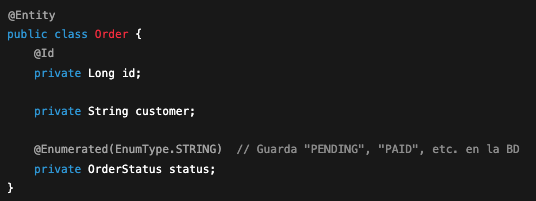 @Entity
public class Order {
    @Id
    private Long id;

    private String customer;

    @Enumerated(EnumType.STRING)  // Guarda "PENDING", "PAID", etc. en la BD
    private OrderStatus status;
}